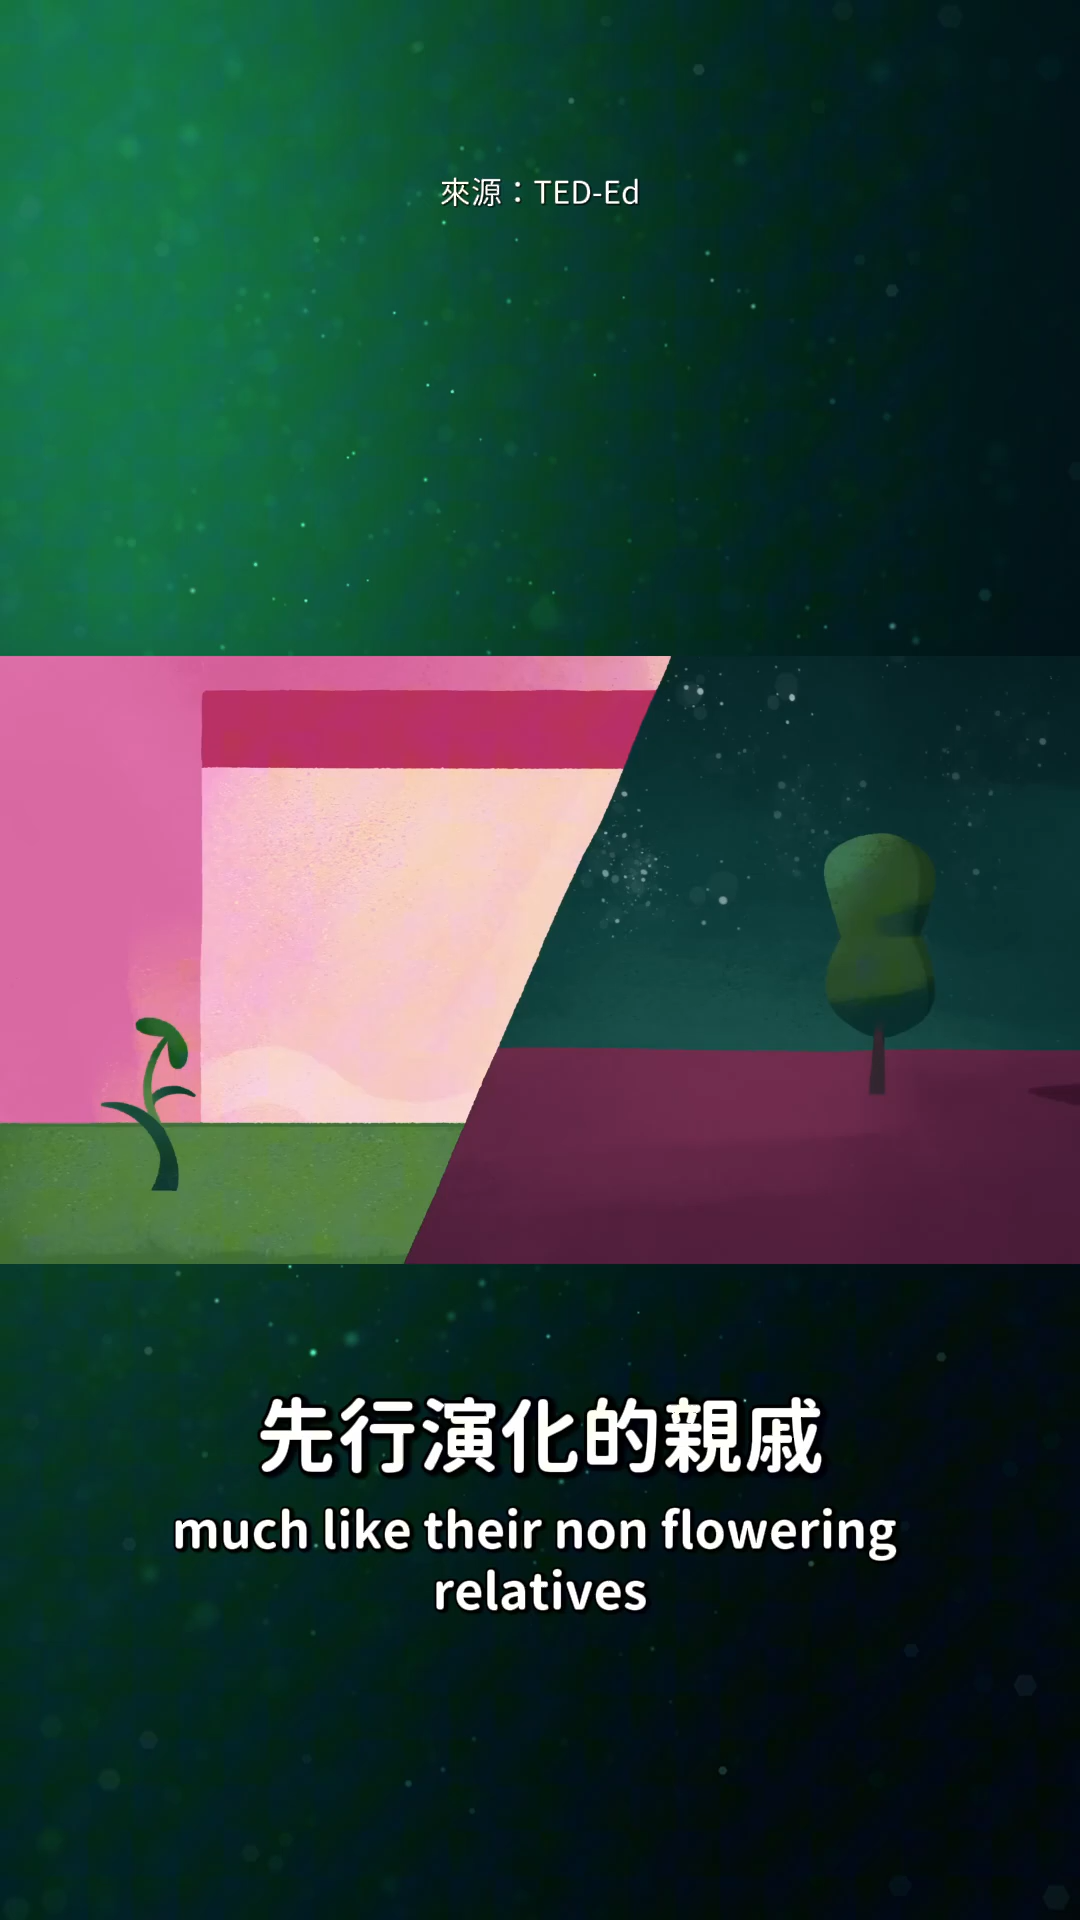 來源：TED-Ed
先行演化的親戚
much like their non flowering
relatives